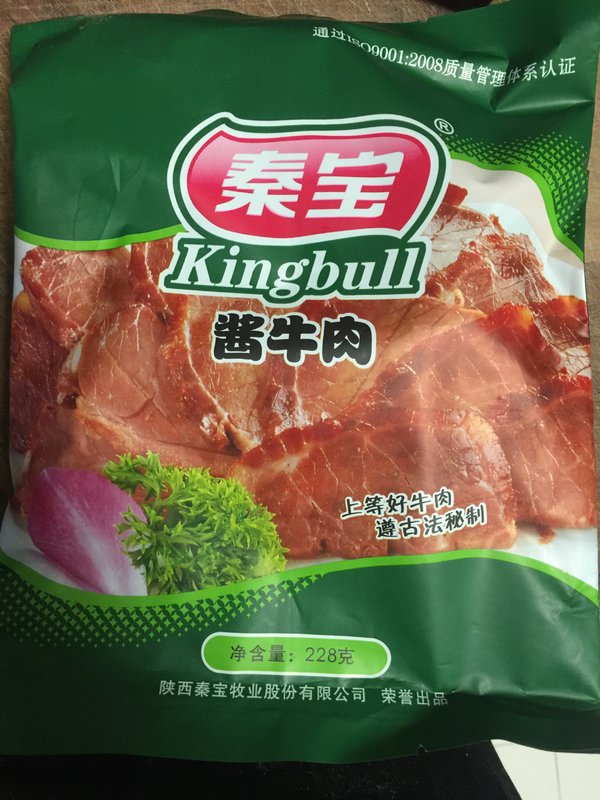 通过ISO9001:2008质量管理体系认证
®
秦宝
Kingbull
酱牛肉
上等好牛肉
遵古法秘制
净含量：228克
陕西秦宝牧业股份有限公司 荣誉出品